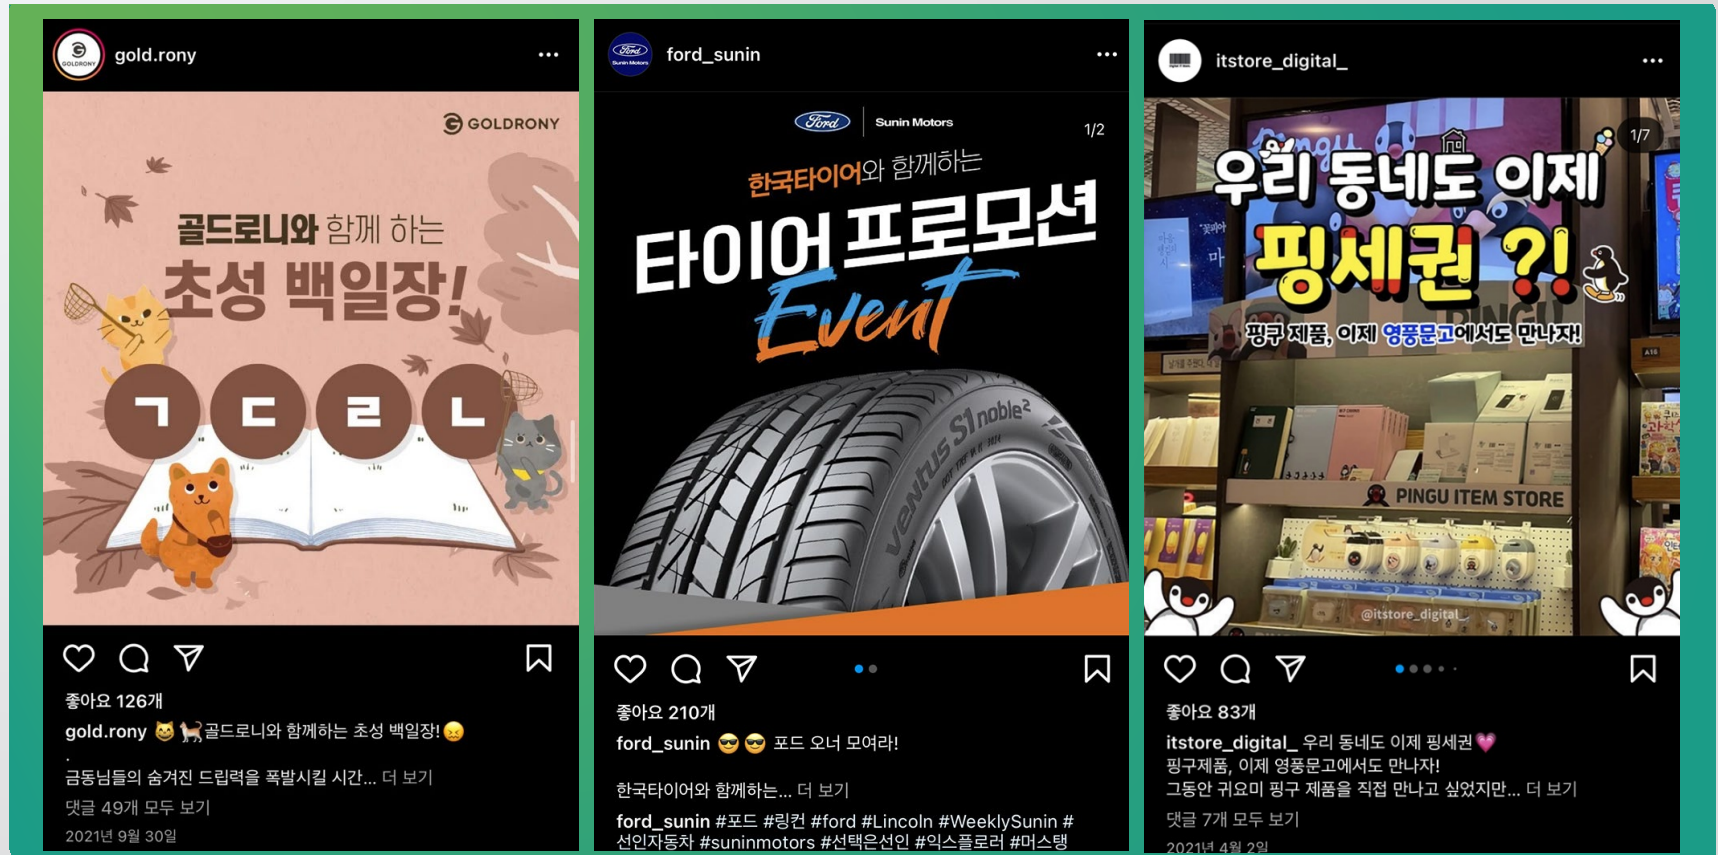 gold.rony
GOLDRONY
GOLDRONY
골드로니와 함께 하는
초성 백일장!
ㄱ ㄷ ㄹ ㄴ
좋아요 126개
gold.rony 😸🐈골드로니와 함께하는 초성 백일장!😖
.
금동님들의 숨겨진 드립력을 폭발시킬 시간... 더 보기
댓글 49개 모두 보기
2021년 9월 30일
Ford
Sunin Motors
ford_sunin
Ford
Sunin Motors
1/2
한국타이어와 함께하는
타이어 프로모션
Event
ventus S1 noble²
좋아요 210개
ford_sunin 😎😎 포드 오너 모여라!
한국타이어와 함께하는... 더 보기
ford_sunin #포드 #링컨 #ford #Lincoln #WeeklySunin #
선인자동차 #suninmotors #선택은선인 #익스플로러 #머스탱
itstore_digital_
1/7
Pingu
우리 동네도 이제
핑세권 ?!
PINGU
핑구 제품, 이제 영풍문고에서도 만나자!
A16
PINGU ITEM STORE
@itstore_digital_
좋아요 83개
itstore_digital_ 우리 동네도 이제 핑세권💗
핑구제품, 이제 영풍문고에서도 만나자!
그동안 귀요미 핑구 제품을 직접 만나고 싶었지만... 더 보기
댓글 7개 모두 보기
2021년 4월 2일